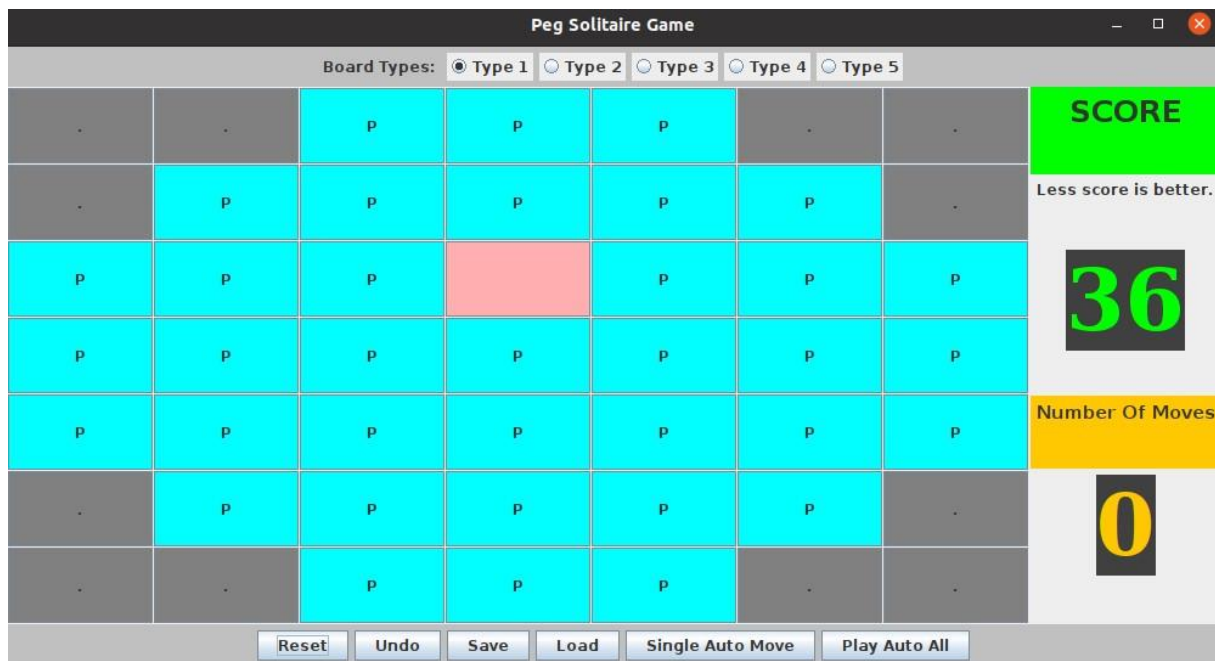 Peg Solitaire Game
Board Types: Type 1 Type 2 Type 3 Type 4 Type 5
. . P P P . .
. P P P P P .
P P P P P P
P P P P P P P
P P P P P P P
. P P P P P .
. . P P P . .
SCORE
Less score is better.
36
Number Of Moves
0
Reset Undo Save Load Single Auto Move Play Auto All